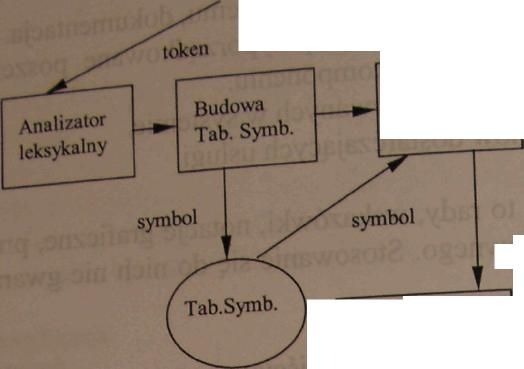 token
Analizator
leksykalny
Budowa
Tab. Symb.
symbol
symbol
Tab.Symb.